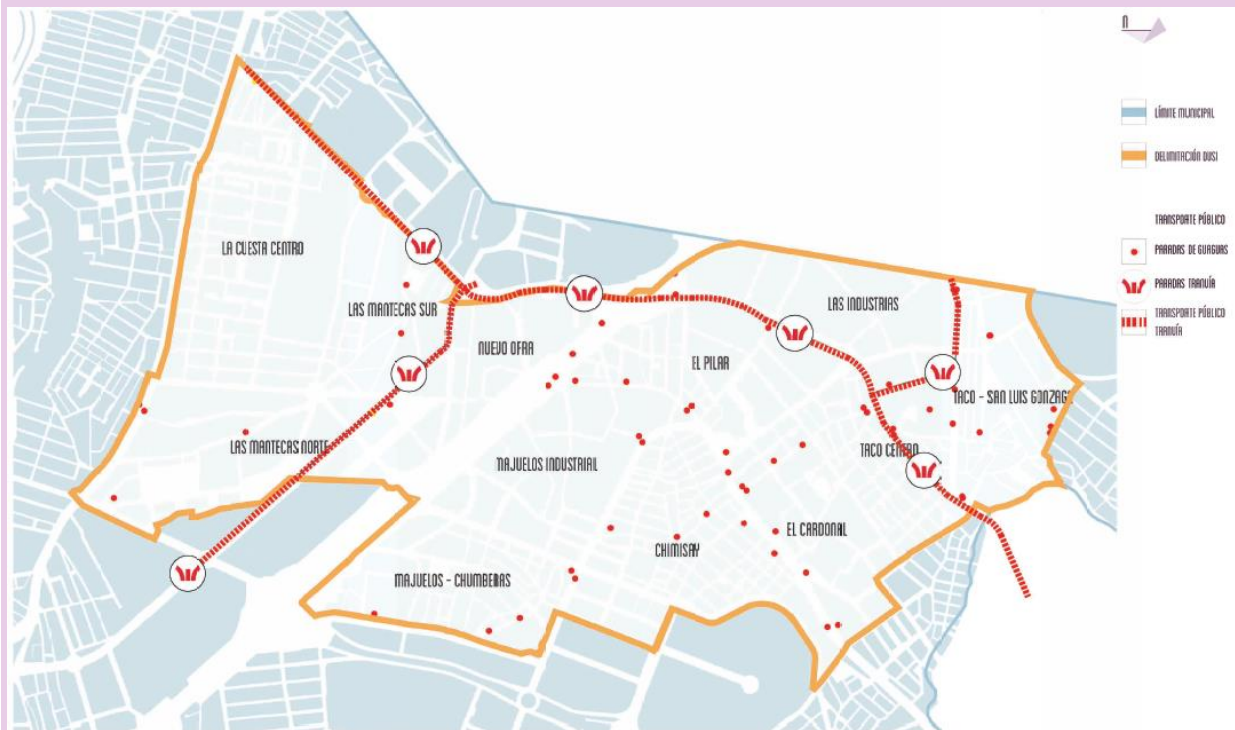 N
LÍMITE MUNICIPAL
DELIMITACIÓN DUSI
TRANSPORTE PÚBLICO
PARADAS DE GUAGUAS
PARADAS TRANVÍA
TRANSPORTE PÚBLICO
TRANVÍA
LA CUESTA CENTRO
LAS MANTECAS SUR
LAS INDUSTRIAS
NUEVO OFRA
EL PILAR
TACO - SAN LUIS GONZAG
LAS MANTECAS NORTE
TACO CENTRO
MAJUELOS INDUSTRIAL
EL CARDONAL
CHIMISAY
MAJUELOS - CHUMBERAS